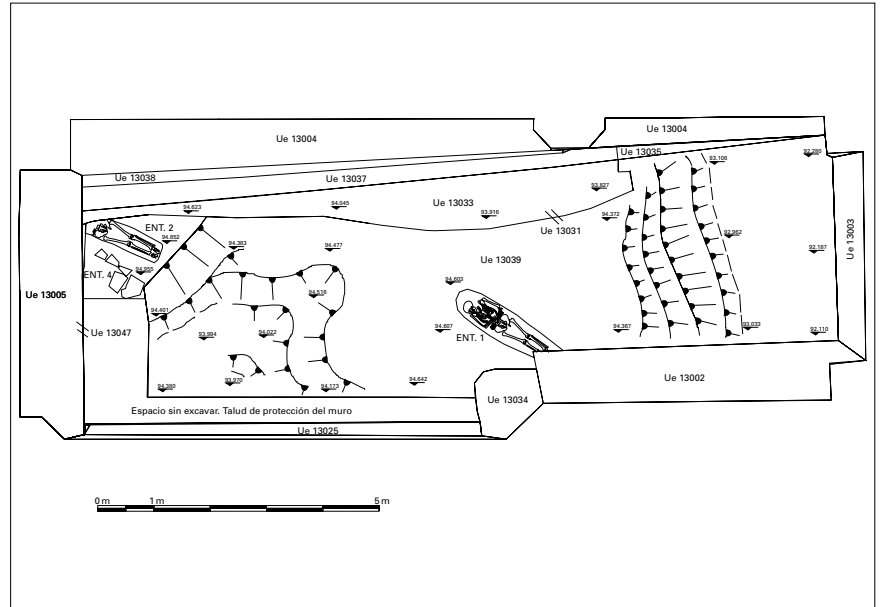 Ue 13004
Ue 13004
Ue 13035
93.106
92.280
Ue 13038
Ue 13037
93.827
94.623
94.045
Ue 13033
93.916
94.372
Ue 13031
92.962
Ue 13003
ENT. 2
94.852
94.383
94.477
92.187
ENT. 4
94.955
Ue 13039
Ue 13005
94.603
94.516
94.491
Ue 13047
93.994
94.022
94.607
ENT. 1
94.367
93.033
92.110
93.970
94.380
94.173
94.642
Ue 13002
Ue 13034
Espacio sin excavar. Talud de protección del muro
Ue 13025
0 m 1 m 5 m